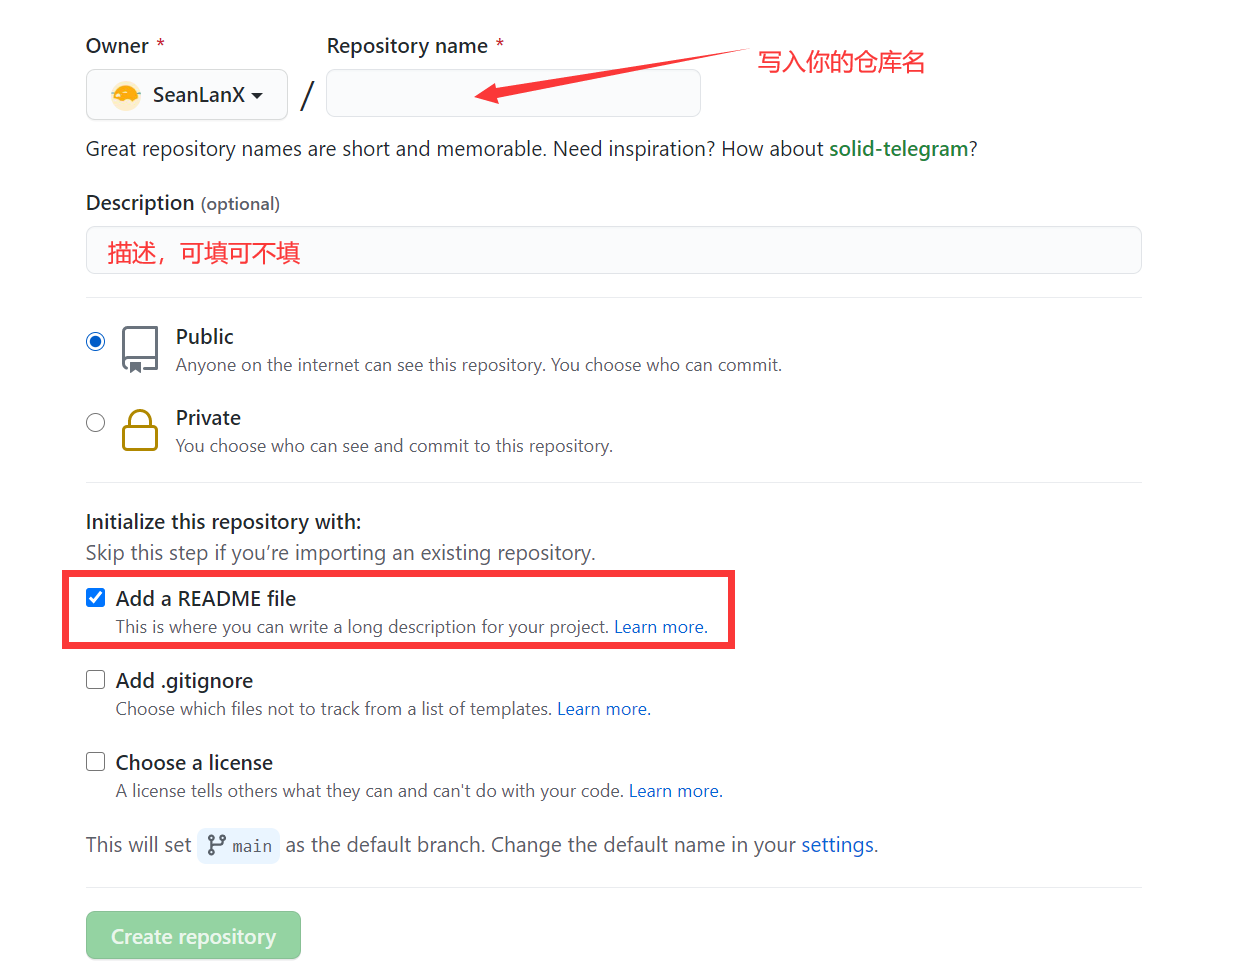 Owner * Repository name *
写入你的仓库名
SeanLanX /
Great repository names are short and memorable. Need inspiration? How about solid-telegram?
Description (optional)
描述，可填可不填
Public
Anyone on the internet can see this repository. You choose who can commit.
Private
You choose who can see and commit to this repository.
Initialize this repository with:
Skip this step if you’re importing an existing repository.
Add a README file
This is where you can write a long description for your project. Learn more.
Add .gitignore
Choose which files not to track from a list of templates. Learn more.
Choose a license
A license tells others what they can and can't do with your code. Learn more.
This will set main as the default branch. Change the default name in your settings.
Create repository